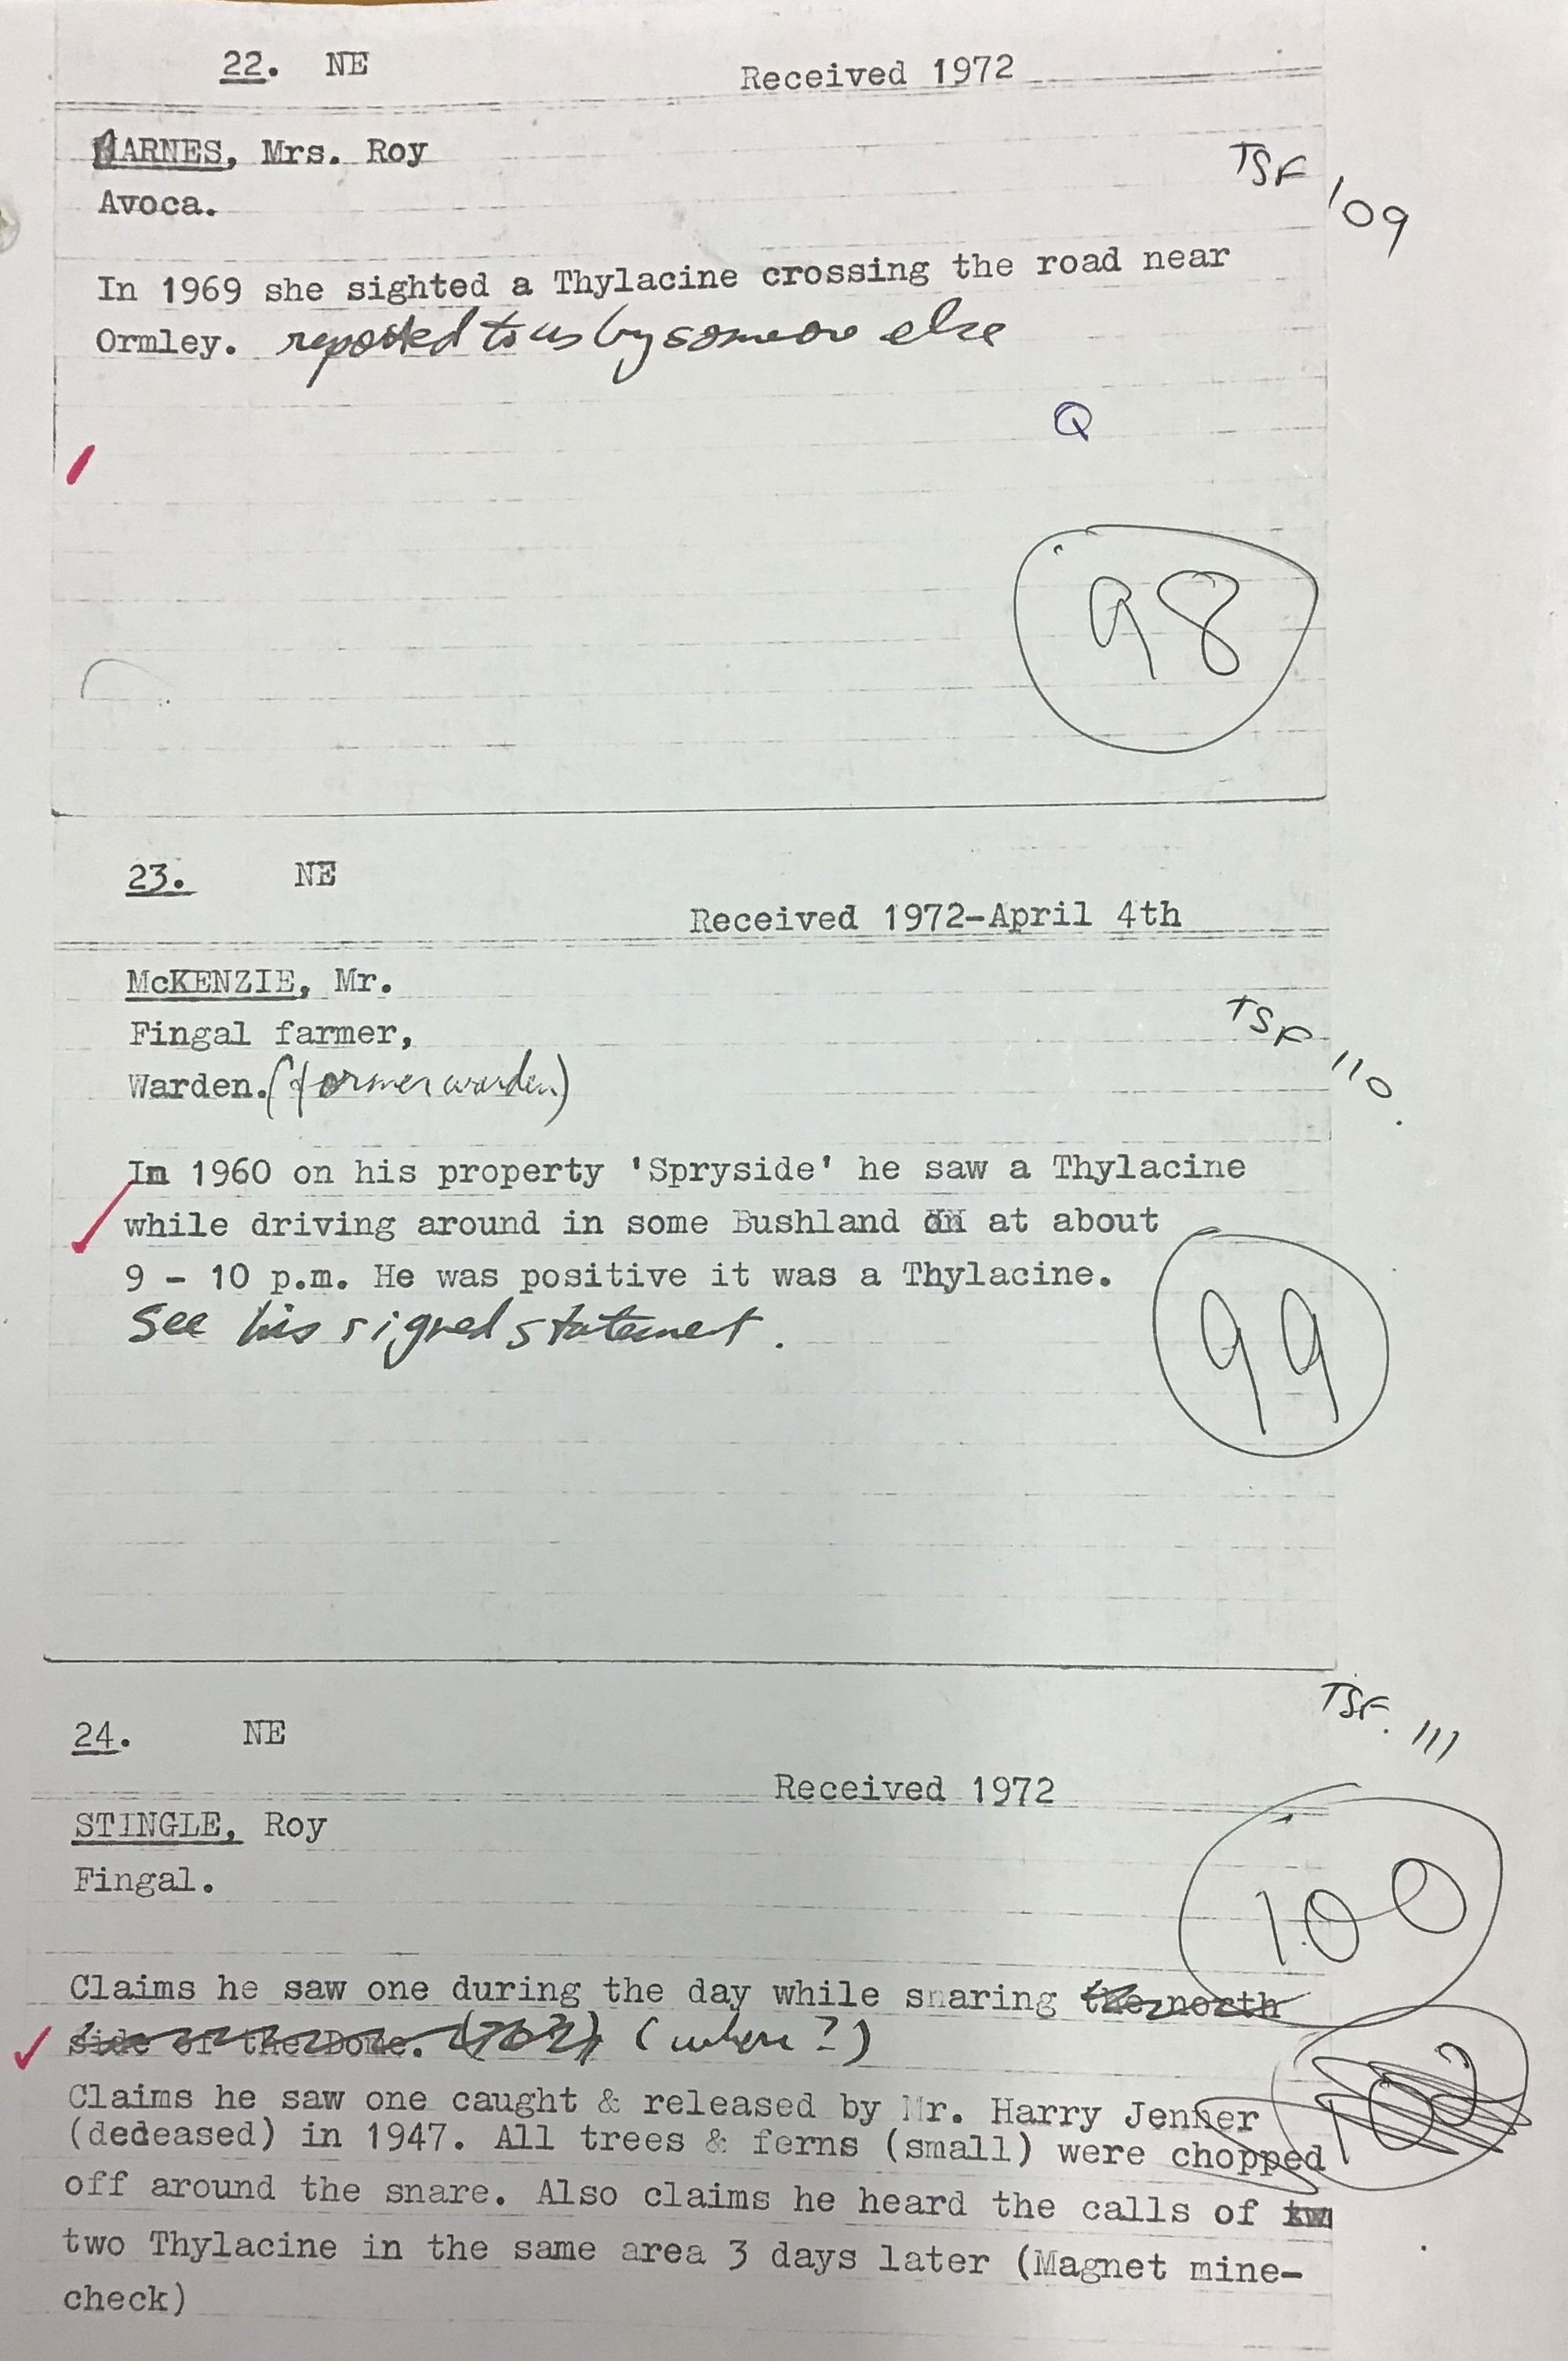 22. NE
Received 1972
BARNES, Mrs. Roy
TSF 109
Avoca.
In 1969 she sighted a Thylacine crossing the road near
Ormley. reported to us by someone else
Q
98
23. NE
Received 1972-April 4th
McKENZIE, Mr.
Fingal farmer,
TSF 110.
Warden. (former warden)
In 1960 on his property 'Spryside' he saw a Thylacine
while driving around in some Bushland at about
9 - 10 p.m. He was positive it was a Thylacine.
See his signed statement.
99
TSF. 111
24. NE
Received 1972
STINGLE, Roy
Fingal.
100
Claims he saw one during the day while snaring the north
side of the Dome. (where?)
Claims he saw one caught & released by Mr. Harry Jenner
(dedeased) in 1947. All trees & ferns (small) were chopped
off around the snare. Also claims he heard the calls of tw
two Thylacine in the same area 3 days later (Magnet mine-
check)